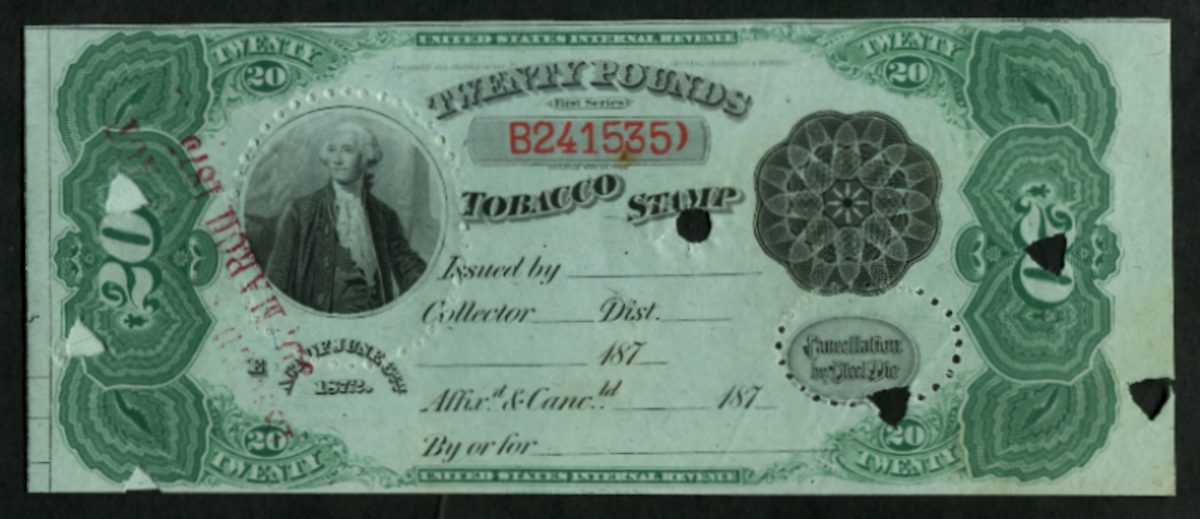 UNITED STATES INTERNAL REVENUE
TWENTY
20
TWENTY
20
TWENTY POUNDS
First Series
B241535)
TOBACCO STAMP
20
20
Issued by
Collector Dist.
187
Cancellation
by Steel Die
ACT OF JUNE 6TH
1872.
Affix.d & Canc.ld 187
By or for
20
TWENTY
20
TWENTY
UNITED STATES INTERNAL REVENUE